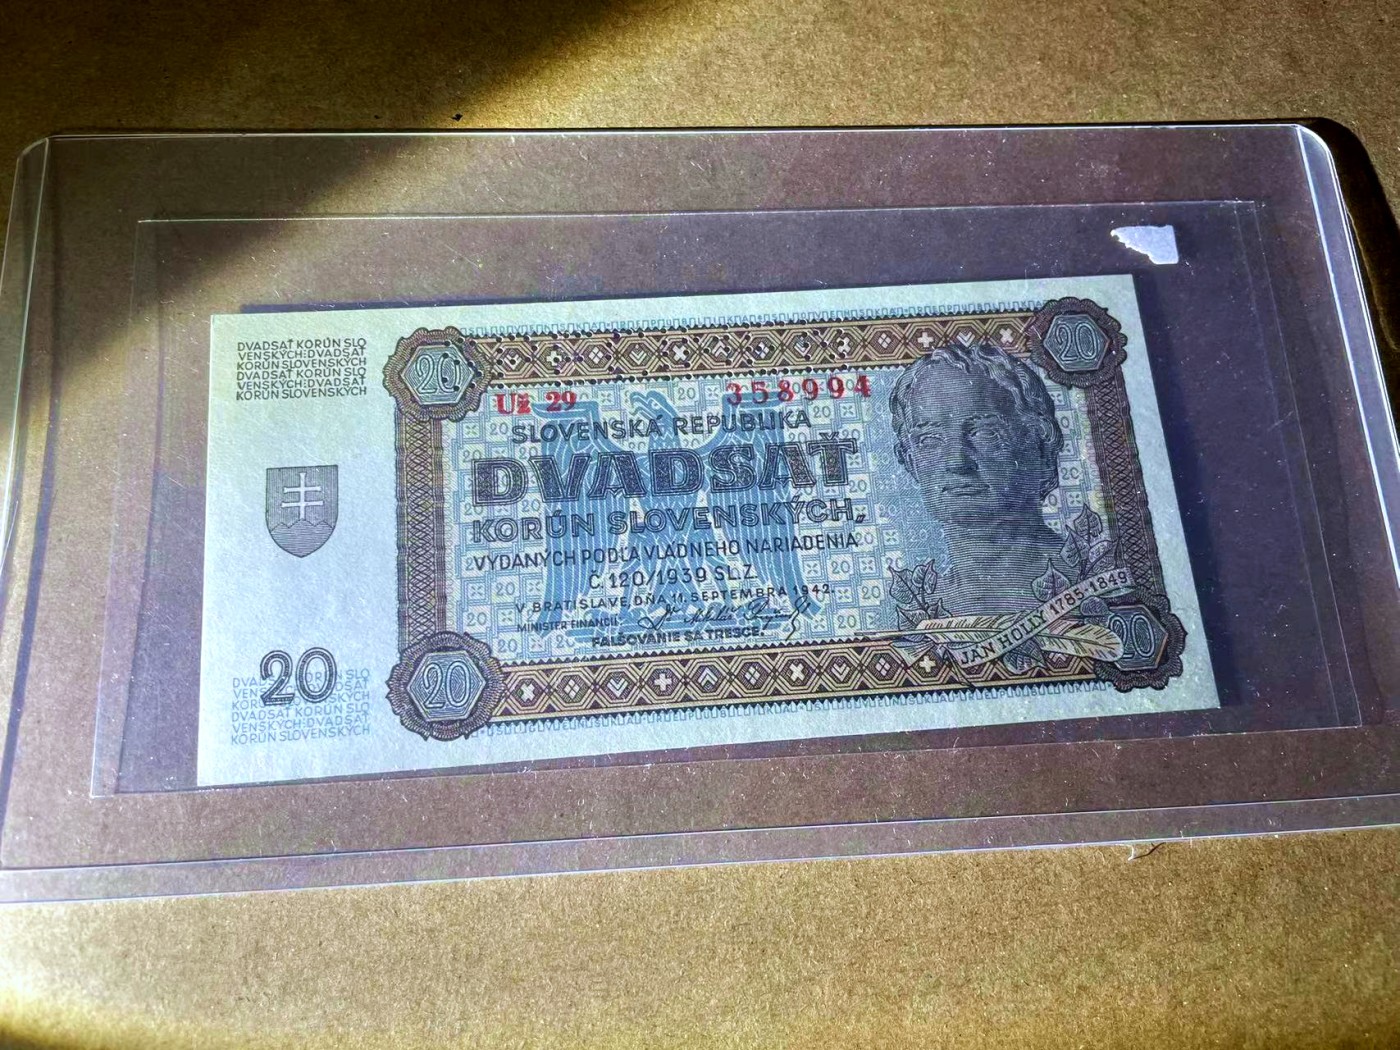 DVADSAŤ KORÚN SLO
VENSKÝCH:DVADSAŤ
KORÚN SLOVENSKÝCH
DVADSAŤ KORÚN SLO
VENSKÝCH:DVADSAŤ
KORÚN SLOVENSKÝCH
20
20
Už 29 358994
SLOVENSKÁ REPUBLIKA
DVADSAŤ
KORÚN SLOVENSKÝCH,
VYDANÝCH PODĽA VLÁDNEHO NARIADENIA
Č. 120/1939 SL. Z.
V BRATISLAVE, DŇA 11. SEPTEMBRA 1942.
MINISTER FINANCIÍ:
FALŠOVANIE SA TRESCE.
JÁN HOLLÝ 1785-1849
20
20
20
DVADSAŤ KORÚN SLO
VENSKÝCH:DVADSAŤ
KORÚN SLOVENSKÝCH